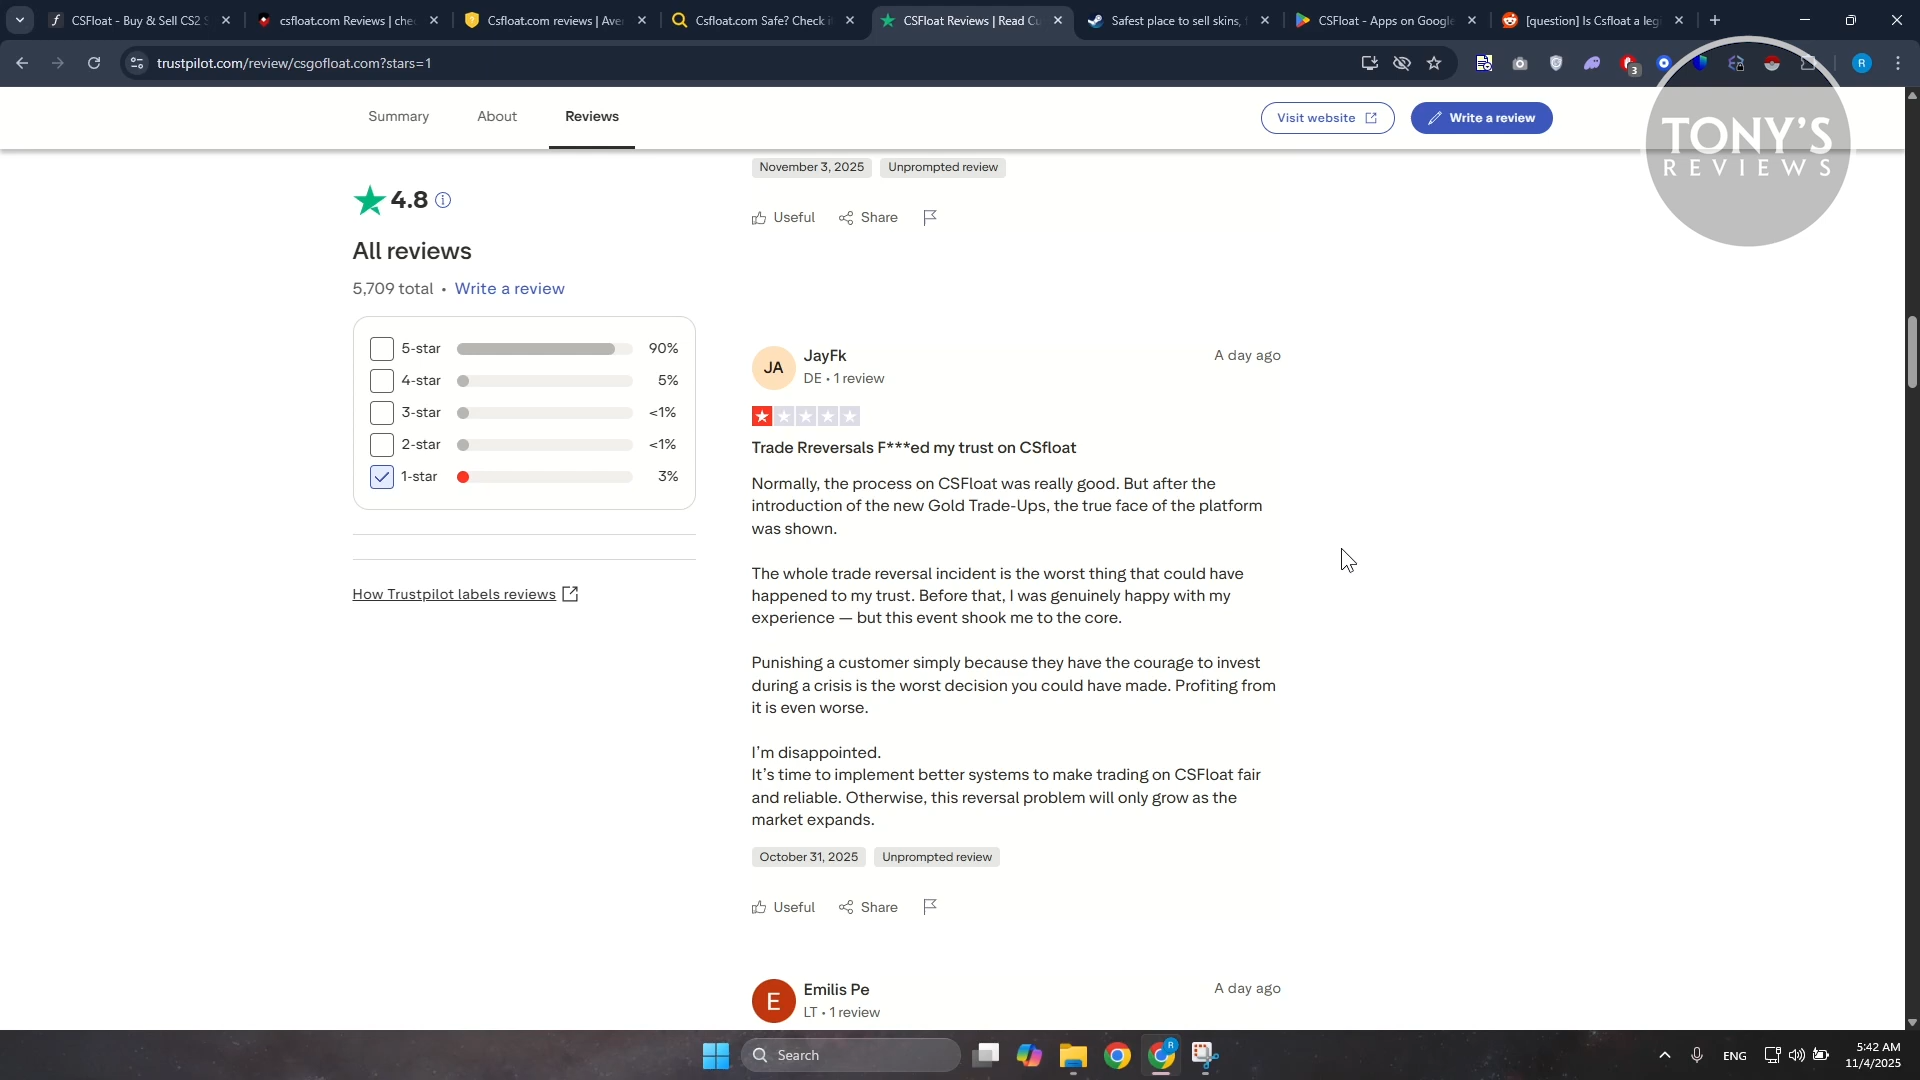 CSFloat - Buy & Sell CS2 S
csfloat.com Reviews | chec
Csfloat.com reviews | Aver
Csfloat.com Safe? Check i
CSFloat Reviews | Read Cu
Safest place to sell skins,
CSFloat - Apps on Google
[question] Is Csfloat a leg
trustpilot.com/review/csgofloat.com?stars=1
3
R
Summary
About
Reviews
Visit website
Write a review
TONY'S
REVIEWS
November 3, 2025
Unprompted review
Useful
Share
4.8
All reviews
5,709 total • Write a review
5-star 90%
4-star 5%
3-star <1%
2-star <1%
1-star 3%
How Trustpilot labels reviews
JA
JayFk
A day ago
DE • 1 review
Trade Rreversals F***ed my trust on CSfloat
Normally, the process on CSFloat was really good. But after the
introduction of the new Gold Trade-Ups, the true face of the platform
was shown.
The whole trade reversal incident is the worst thing that could have
happened to my trust. Before that, I was genuinely happy with my
experience — but this event shook me to the core.
Punishing a customer simply because they have the courage to invest
during a crisis is the worst decision you could have made. Profiting from
it is even worse.
I'm disappointed.
It's time to implement better systems to make trading on CSFloat fair
and reliable. Otherwise, this reversal problem will only grow as the
market expands.
October 31, 2025
Unprompted review
Useful
Share
E
Emilis Pe
A day ago
LT • 1 review
Search
R
ENG
5:42 AM
11/4/2025